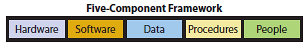 Five-Component Framework
Hardware Software Data Procedures People